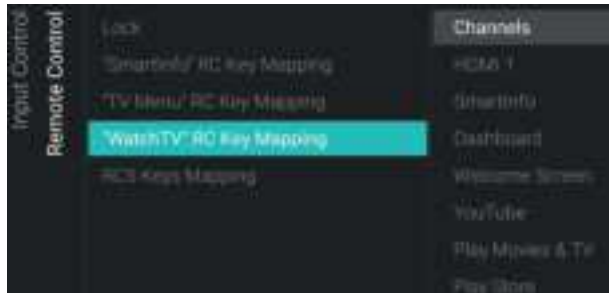 Input Control
Remote Control
Lock
"SmartInfo" RC Key Mapping
"TV Menu" RC Key Mapping
"WatchTV" RC Key Mapping
RCS Keys Mapping
Channels
HDMI 1
SmartInfo
Dashboard
Welcome Screen
YouTube
Play Movies & TV
Play Store